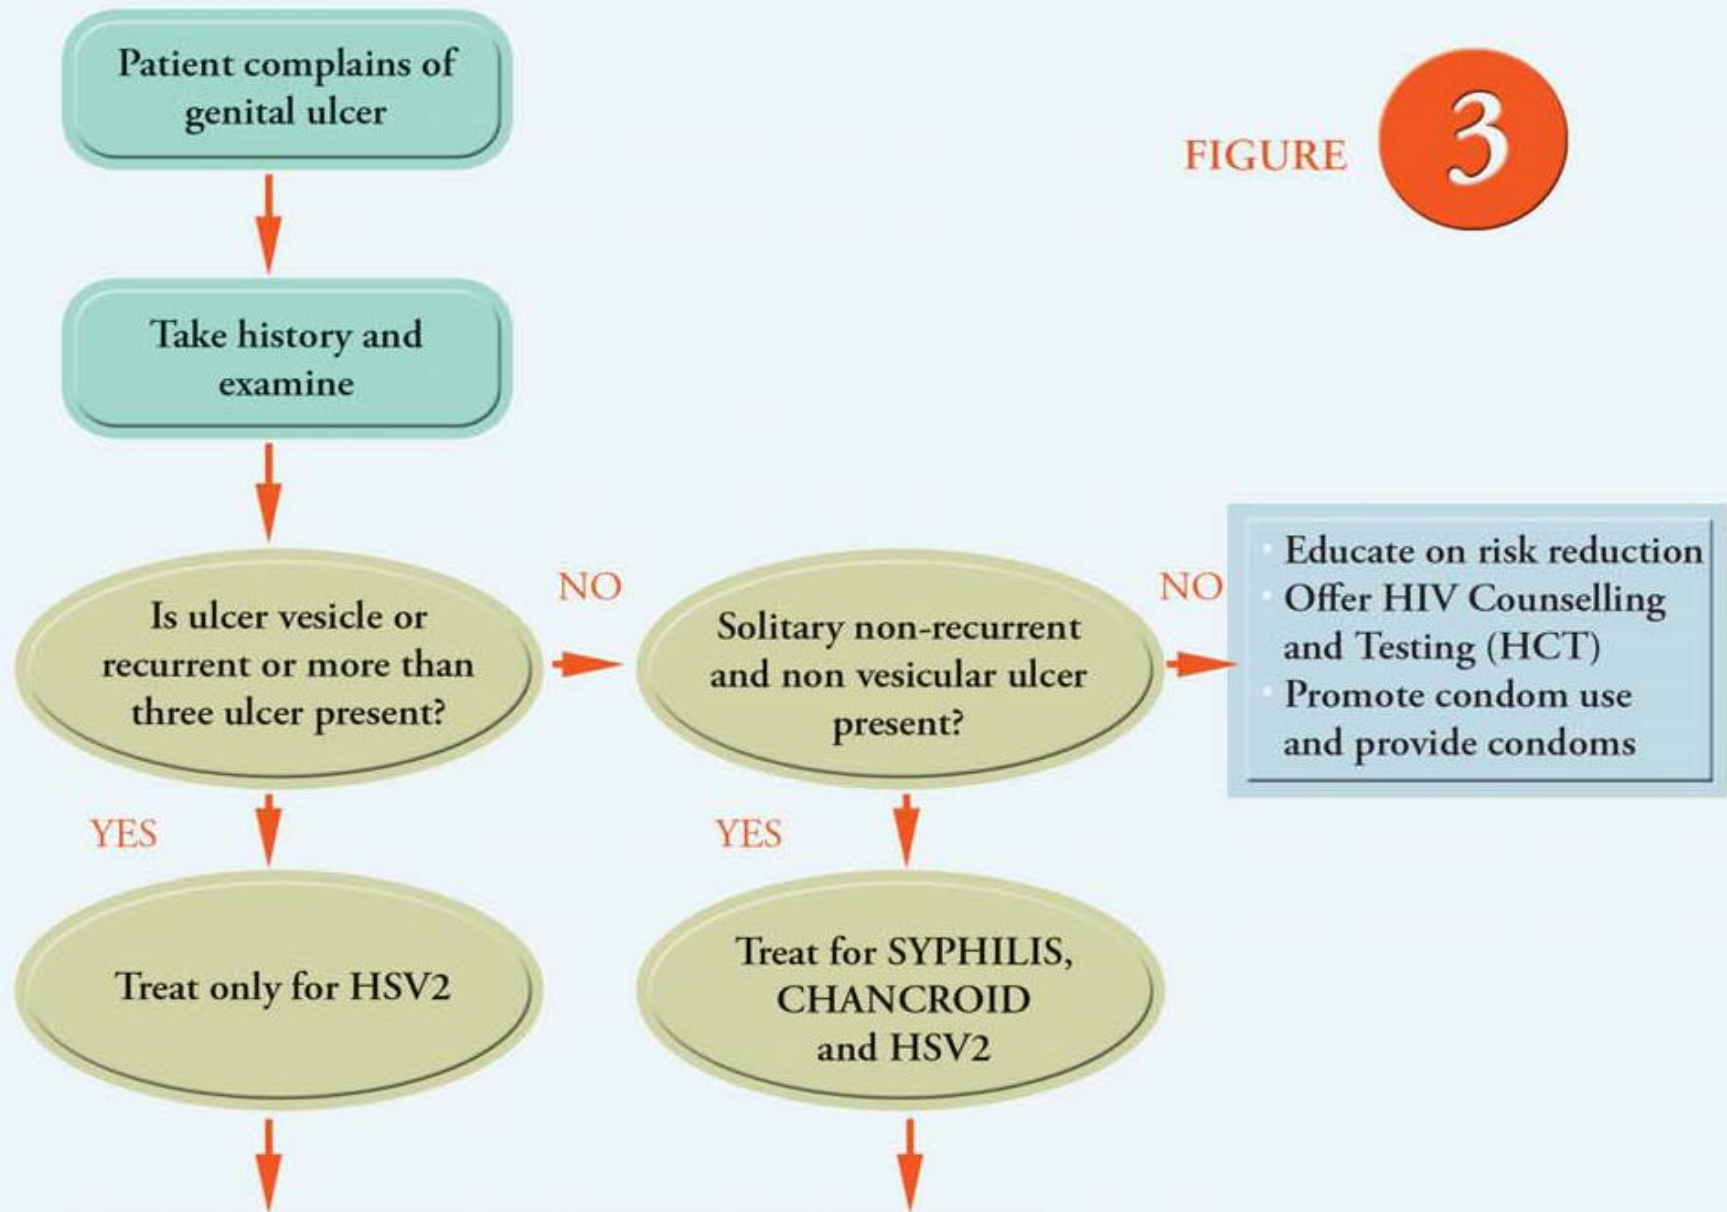 Patient complains of
genital ulcer
FIGURE 3
Take history and
examine
Is ulcer vesicle or
recurrent or more than
three ulcer present?
NO
Solitary non-recurrent
and non vesicular ulcer
present?
NO
· Educate on risk reduction
· Offer HIV Counselling
and Testing (HCT)
· Promote condom use
and provide condoms
YES
YES
Treat only for HSV2
Treat for SYPHILIS,
CHANCROID
and HSV2